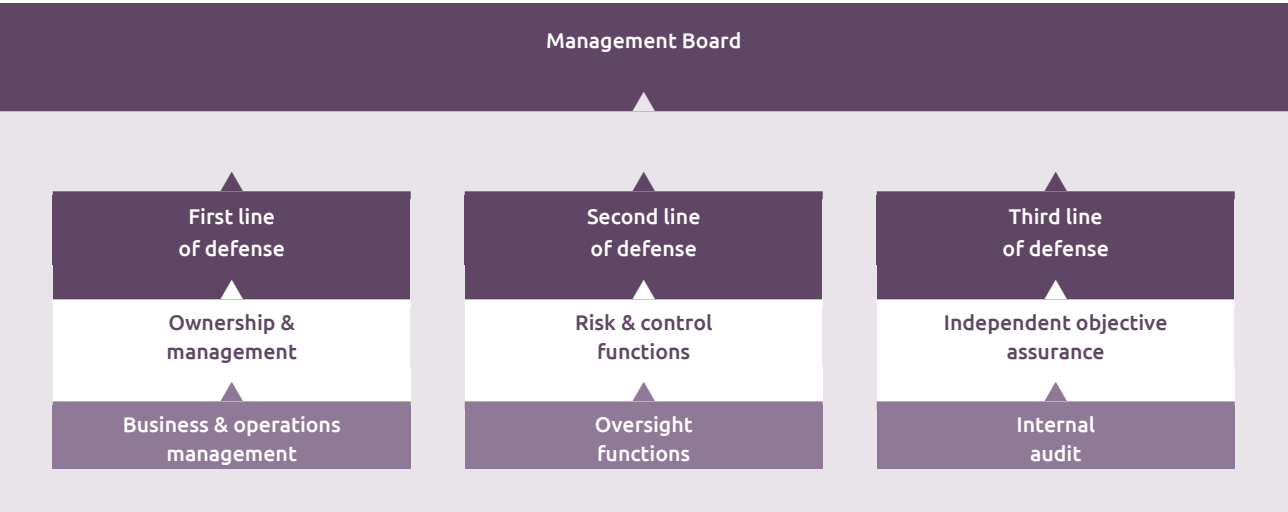 Management Board
First line
of defense
Ownership &
management
Business & operations
management
Second line
of defense
Risk & control
functions
Oversight
functions
Third line
of defense
Independent objective
assurance
Internal
audit